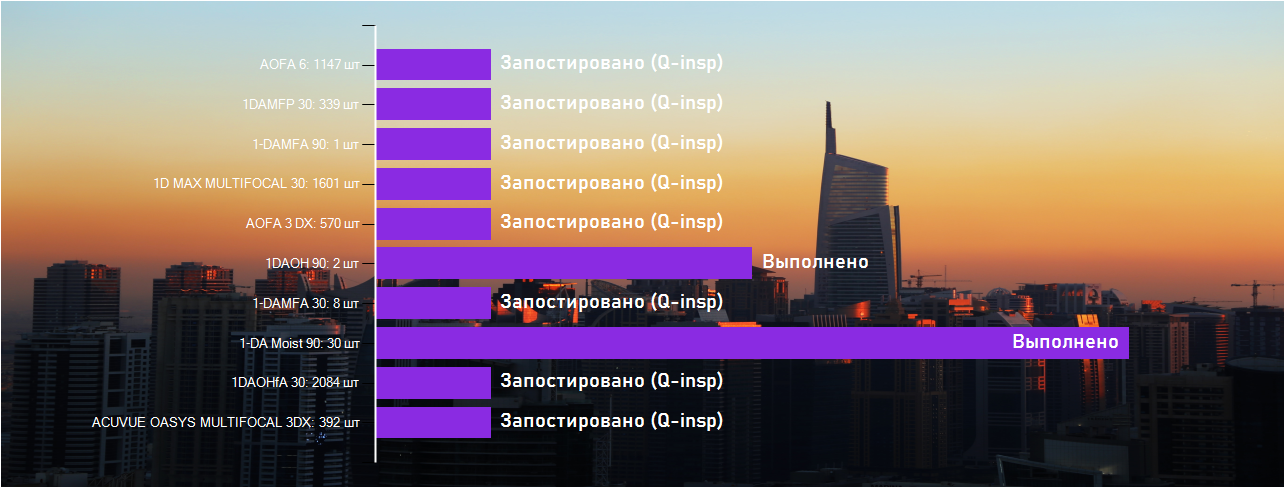 AOFA 6: 1147 шт Запостировано (Q-insp)
1DAMFP 30: 339 шт Запостировано (Q-insp)
1-DAMFA 90: 1 шт Запостировано (Q-insp)
1D MAX MULTIFOCAL 30: 1601 шт Запостировано (Q-insp)
AOFA 3 DX: 570 шт Запостировано (Q-insp)
1DAOH 90: 2 шт Выполнено
1-DAMFA 30: 8 шт Запостировано (Q-insp)
1-DA Moist 90: 30 шт Выполнено
1DAOHfA 30: 2084 шт Запостировано (Q-insp)
ACUVUE OASYS MULTIFOCAL 3DX: 392 шт Запостировано (Q-insp)